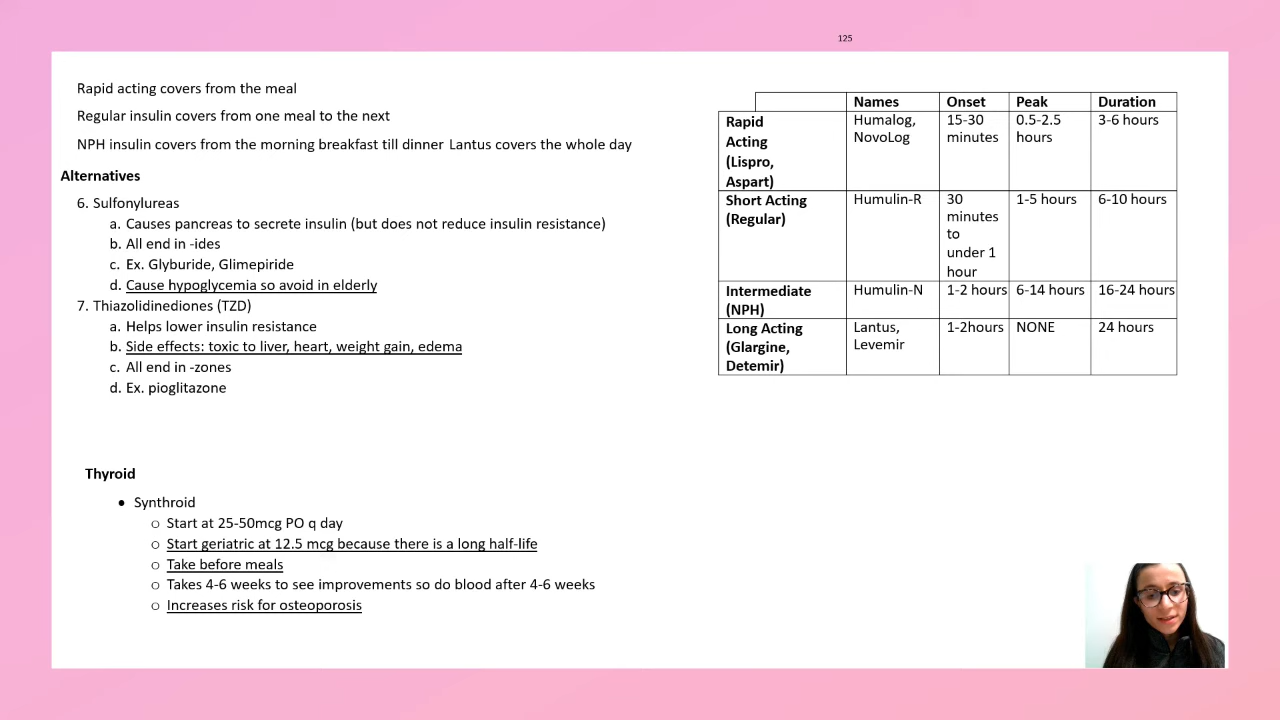 125
Rapid acting covers from the meal
Regular insulin covers from one meal to the next
NPH insulin covers from the morning breakfast till dinner Lantus covers the whole day
Alternatives
6. Sulfonylureas
a. Causes pancreas to secrete insulin (but does not reduce insulin resistance)
b. All end in -ides
c. Ex. Glyburide, Glimepiride
d. Cause hypoglycemia so avoid in elderly
7. Thiazolidinediones (TZD)
a. Helps lower insulin resistance
b. Side effects: toxic to liver, heart, weight gain, edema
c. All end in -zones
d. Ex. pioglitazone
Thyroid
• Synthroid
o Start at 25-50mcg PO q day
o Start geriatric at 12.5 mcg because there is a long half-life
o Take before meals
o Takes 4-6 weeks to see improvements so do blood after 4-6 weeks
o Increases risk for osteoporosis
Names Onset Peak Duration
Rapid
Acting
(Lispro,
Aspart)
Humalog,
NovoLog
15-30
minutes
0.5-2.5
hours
3-6 hours
Short Acting
(Regular)
Humulin-R
30
minutes
to
under 1
hour
1-5 hours
6-10 hours
Intermediate
(NPH)
Humulin-N
1-2 hours
6-14 hours
16-24 hours
Long Acting
(Glargine,
Detemir)
Lantus,
Levemir
1-2hours
NONE
24 hours